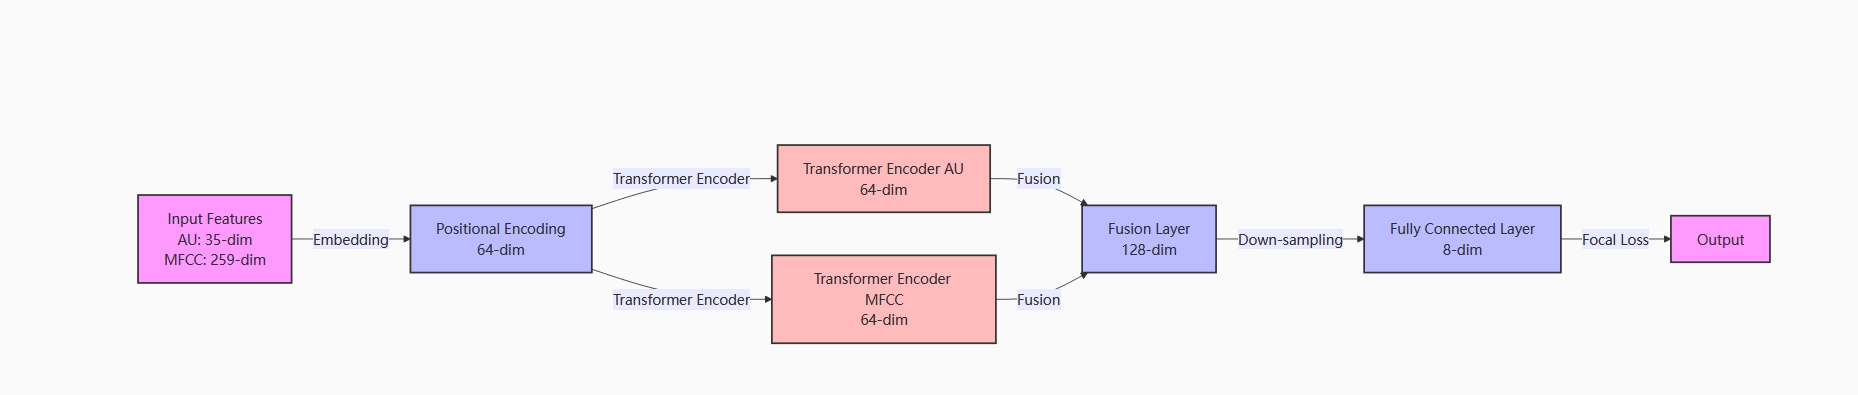 Input Features
AU: 35-dim
MFCC: 259-dim
Embedding
Positional Encoding
64-dim
Transformer Encoder
Transformer Encoder AU
64-dim
Fusion
Transformer Encoder
Transformer Encoder
MFCC
64-dim
Fusion
Fusion Layer
128-dim
Down-sampling
Fully Connected Layer
8-dim
Focal Loss
Output